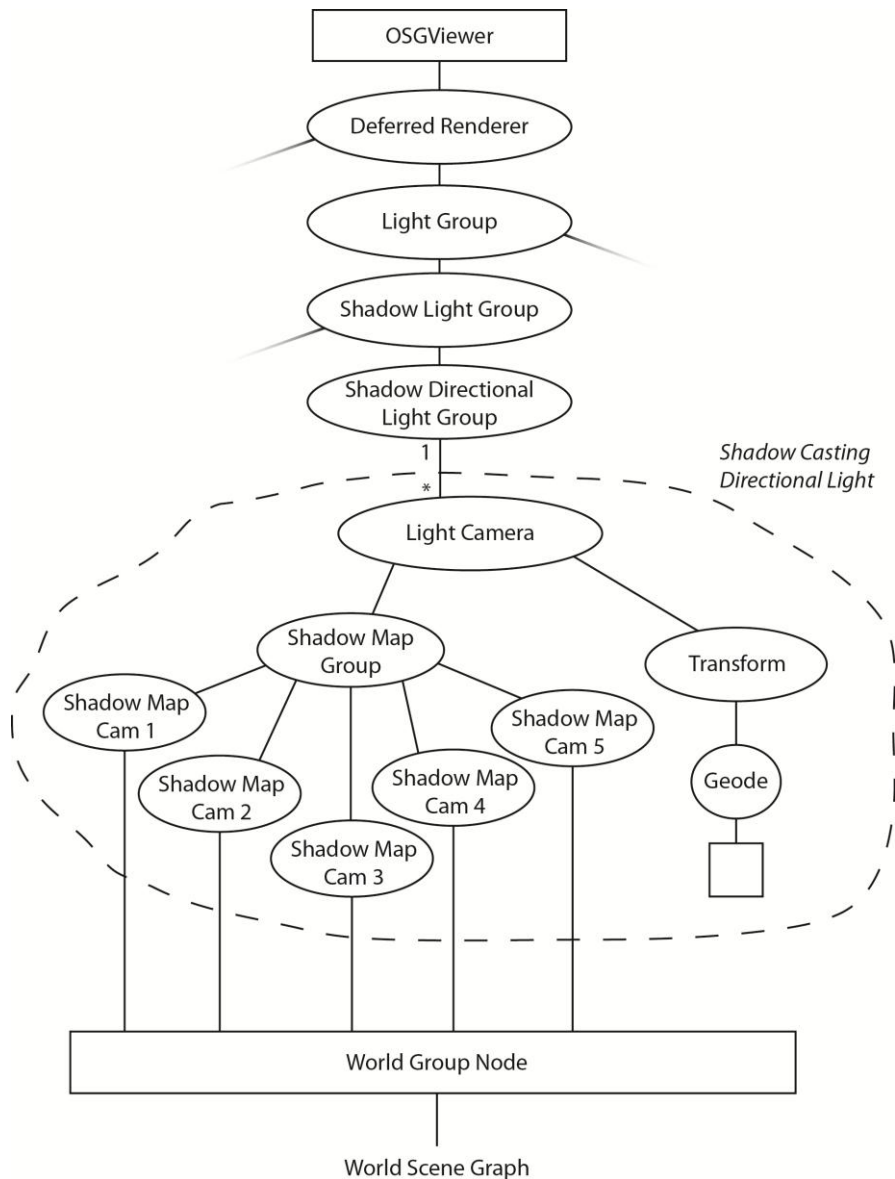 OSGViewer
Deferred Renderer
Light Group
Shadow Light Group
Shadow Directional
Light Group
1
*
Shadow Casting
Directional Light
Light Camera
Shadow Map
Group
Transform
Shadow Map
Cam 1
Shadow Map
Cam 2
Shadow Map
Cam 3
Shadow Map
Cam 4
Shadow Map
Cam 5
Geode
World Group Node
World Scene Graph